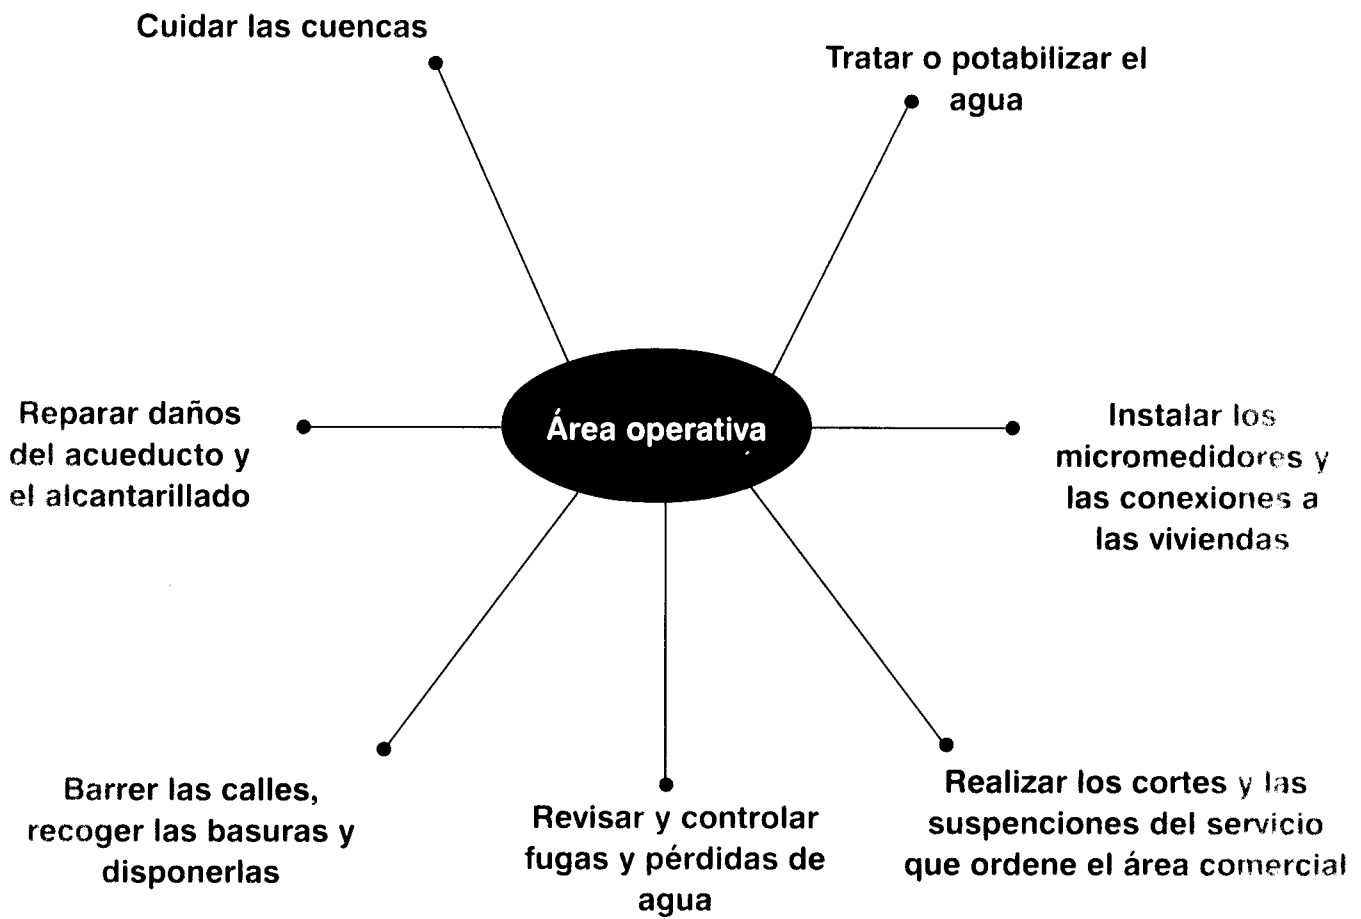 Cuidar las cuencas
Tratar o potabilizar el
agua
Área operativa
Reparar daños
del acueducto y
el alcantarillado
Instalar los
micromedidores y
las conexiones a
las viviendas
Barrer las calles,
recoger las basuras y
disponerlas
Revisar y controlar
fugas y pérdidas de
agua
Realizar los cortes y las
suspenciones del servicio
que ordene el área comercial